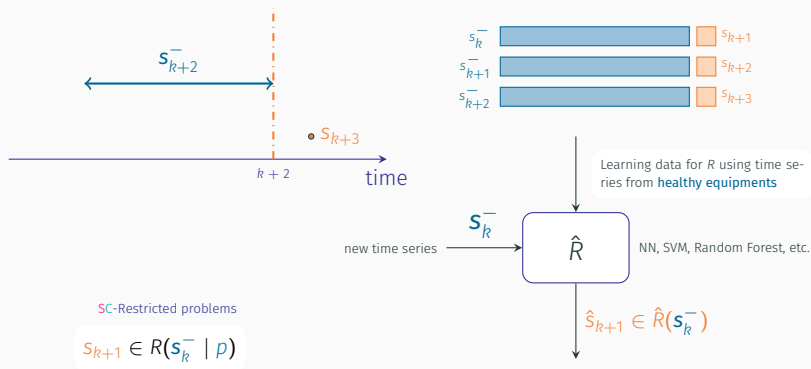 s⁻ₖ₊₂
sₖ₊₃
k + 2
time
SC-Restricted problems
sₖ₊₁ ∈ R(s⁻ₖ | p)
s⁻ₖ sₖ₊₁
s⁻ₖ₊₁ sₖ₊₂
s⁻ₖ₊₂ sₖ₊₃
Learning data for R using time se-
ries from healthy equipments
s⁻ₖ
new time series
R̂
NN, SVM, Random Forest, etc.
ŝₖ₊₁ ∈ R̂(s⁻ₖ)